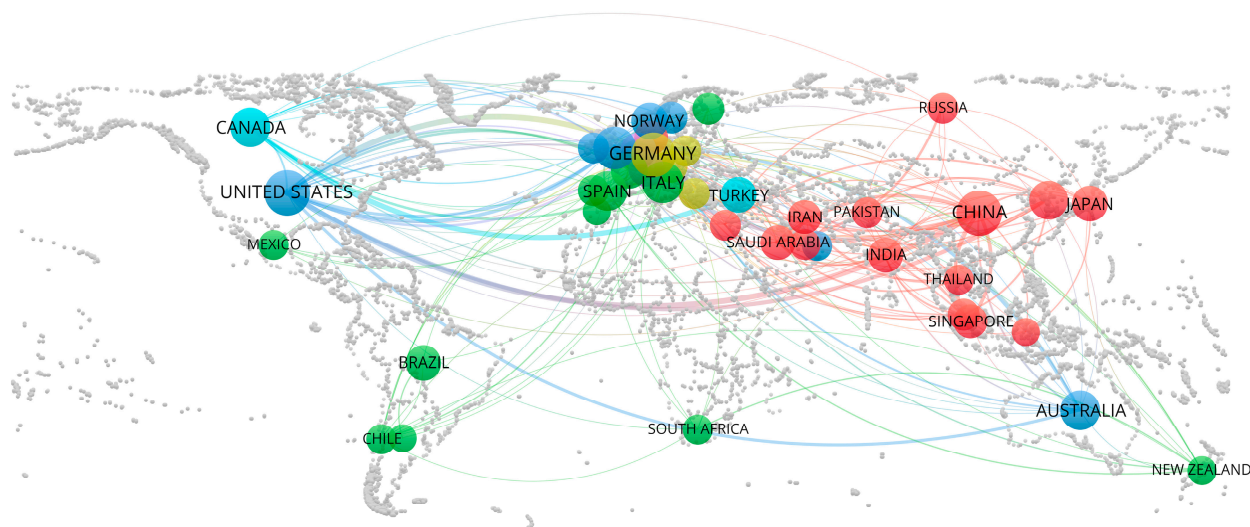 RUSSIA
NORWAY
CANADA
GERMANY
ITALY
UNITED STATES
SPAIN
TURKEY
JAPAN
CHINA
PAKISTAN
IRAN
SAUDI ARABIA
MEXICO
INDIA
THAILAND
SINGAPORE
BRAZIL
AUSTRALIA
SOUTH AFRICA
CHILE
NEW ZEALAND